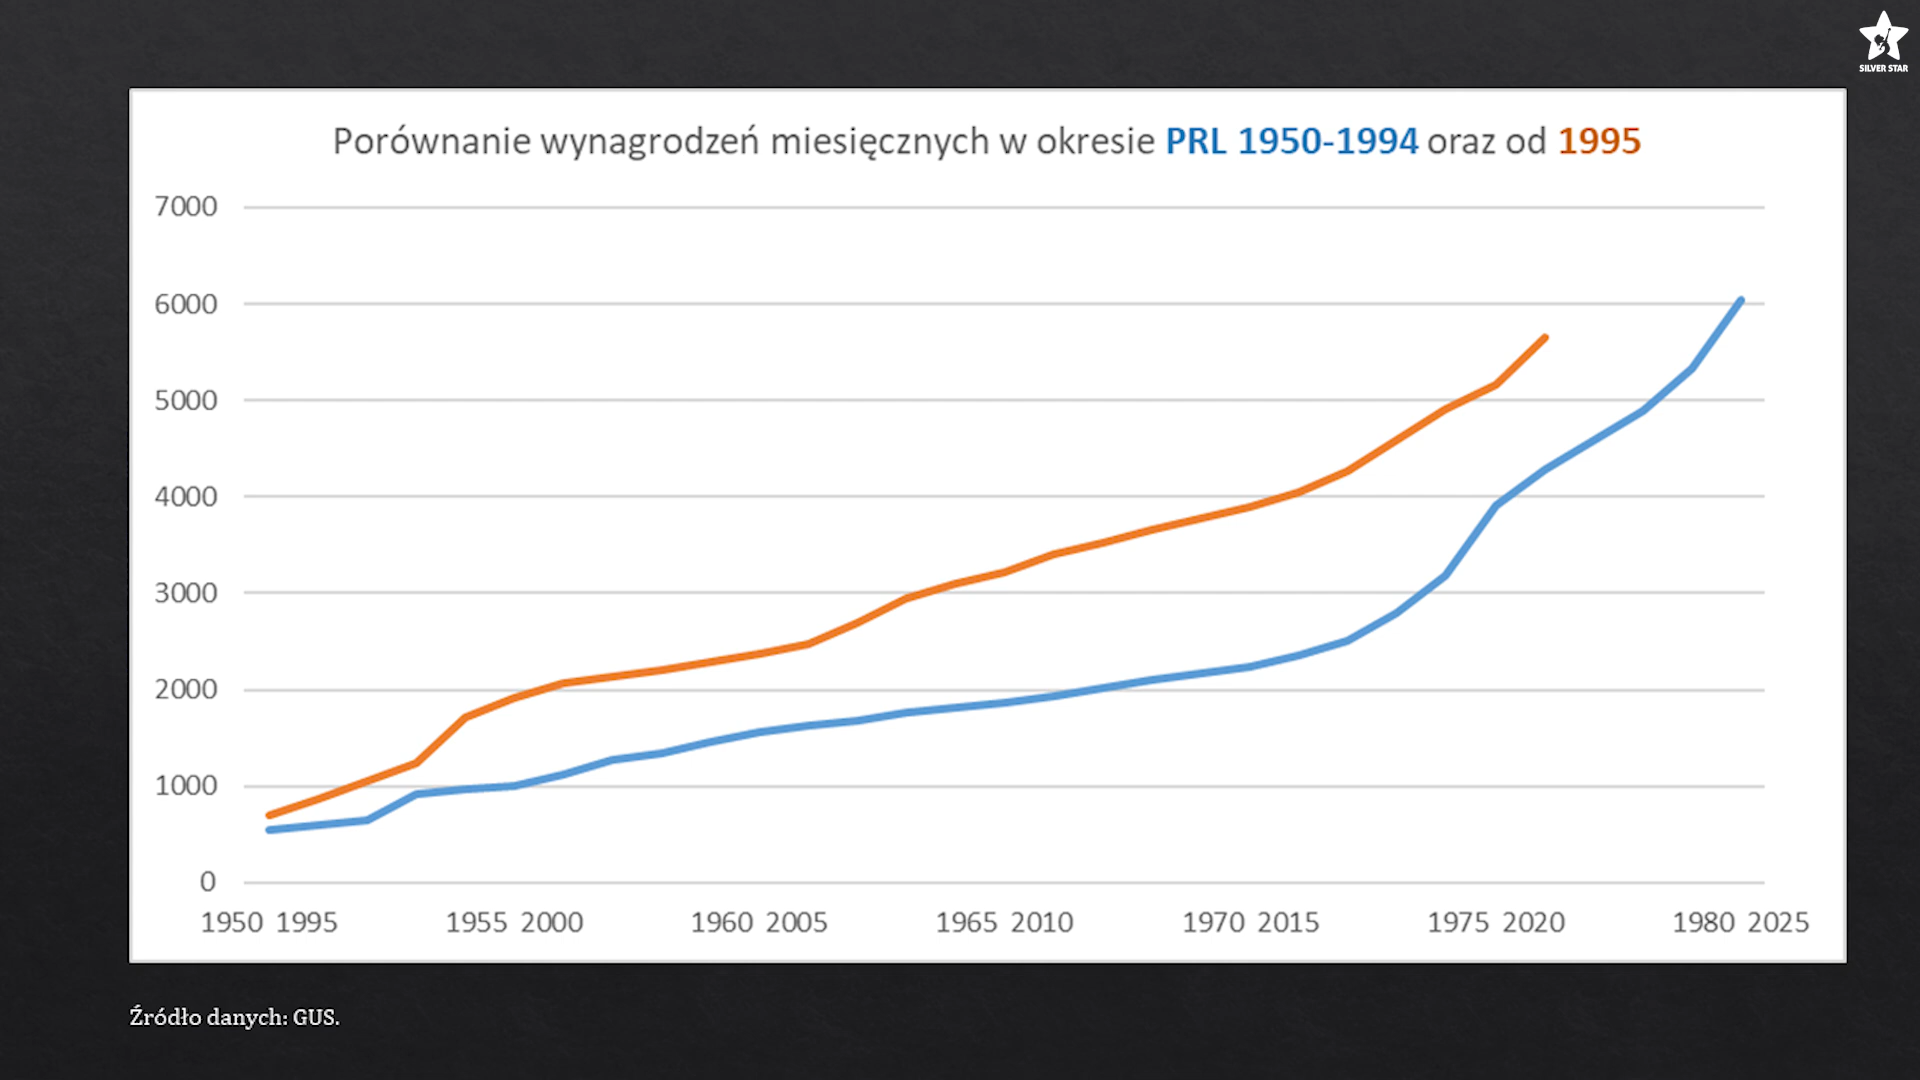 SILVER STAR
Porównanie wynagrodzeń miesięcznych w okresie PRL 1950-1994 oraz od 1995
7000
6000
5000
4000
3000
2000
1000
0
1950 1995 1955 2000 1960 2005 1965 2010 1970 2015 1975 2020 1980 2025
Źródło danych: GUS.